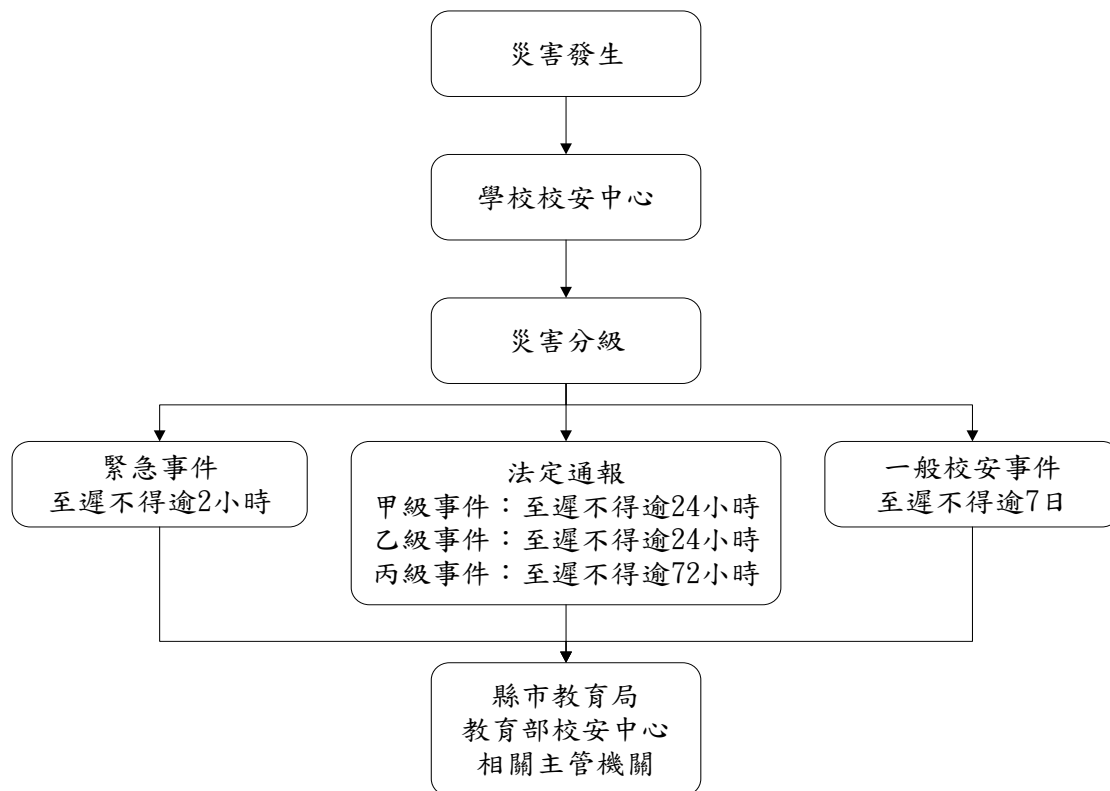 災害發生
學校校安中心
災害分級
緊急事件
至遲不得逾2小時
法定通報
甲級事件：至遲不得逾24小時
乙級事件：至遲不得逾24小時
丙級事件：至遲不得逾72小時
一般校安事件
至遲不得逾7日
縣市教育局
教育部校安中心
相關主管機關